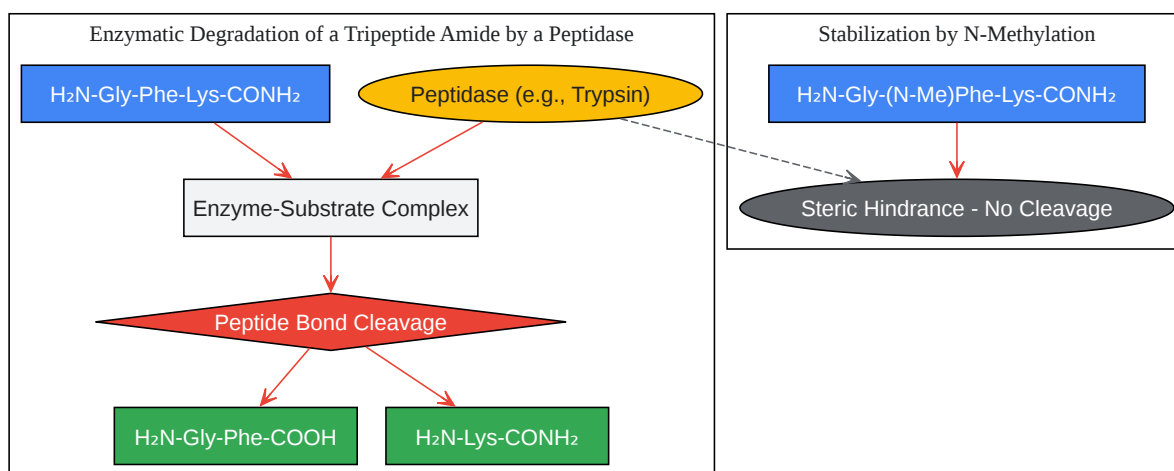 Enzymatic Degradation of a Tripeptide Amide by a Peptidase
H₂N-Gly-Phe-Lys-CONH₂
Peptidase (e.g., Trypsin)
Enzyme-Substrate Complex
Peptide Bond Cleavage
H₂N-Gly-Phe-COOH
H₂N-Lys-CONH₂
Stabilization by N-Methylation
H₂N-Gly-(N-Me)Phe-Lys-CONH₂
Steric Hindrance - No Cleavage